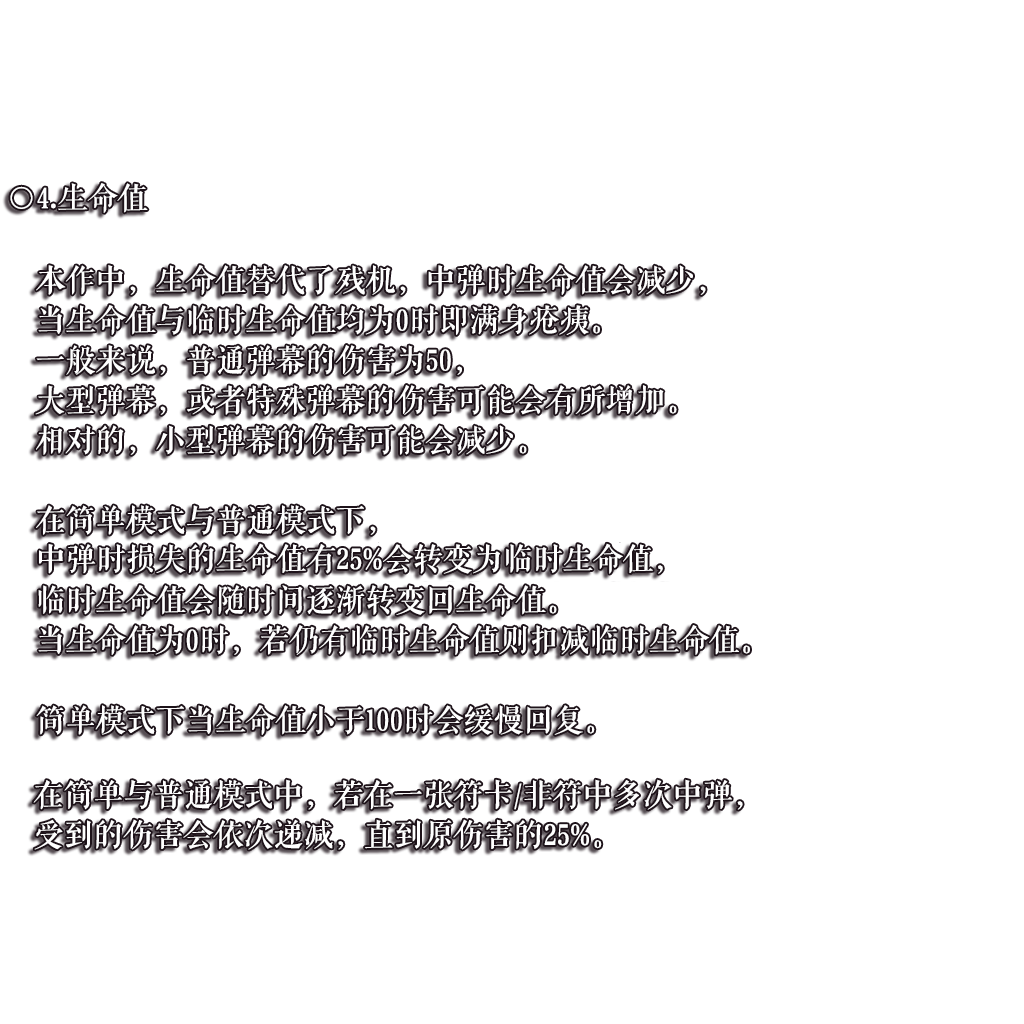 ◎4.生命值
本作中，生命值替代了残机，中弹时生命值会减少，
当生命值与临时生命值均为0时即满身疮痍。
一般来说，普通弹幕的伤害为50，
大型弹幕，或者特殊弹幕的伤害可能会有所增加。
相对的，小型弹幕的伤害可能会减少。
在简单模式与普通模式下，
中弹时损失的生命值有25%会转变为临时生命值，
临时生命值会随时间逐渐转变回生命值。
当生命值为0时，若仍有临时生命值则扣减临时生命值。
简单模式下当生命值小于100时会缓慢回复。
在简单与普通模式中，若在一张符卡/非符中多次中弹，
受到的伤害会依次递减，直到原伤害的25%。